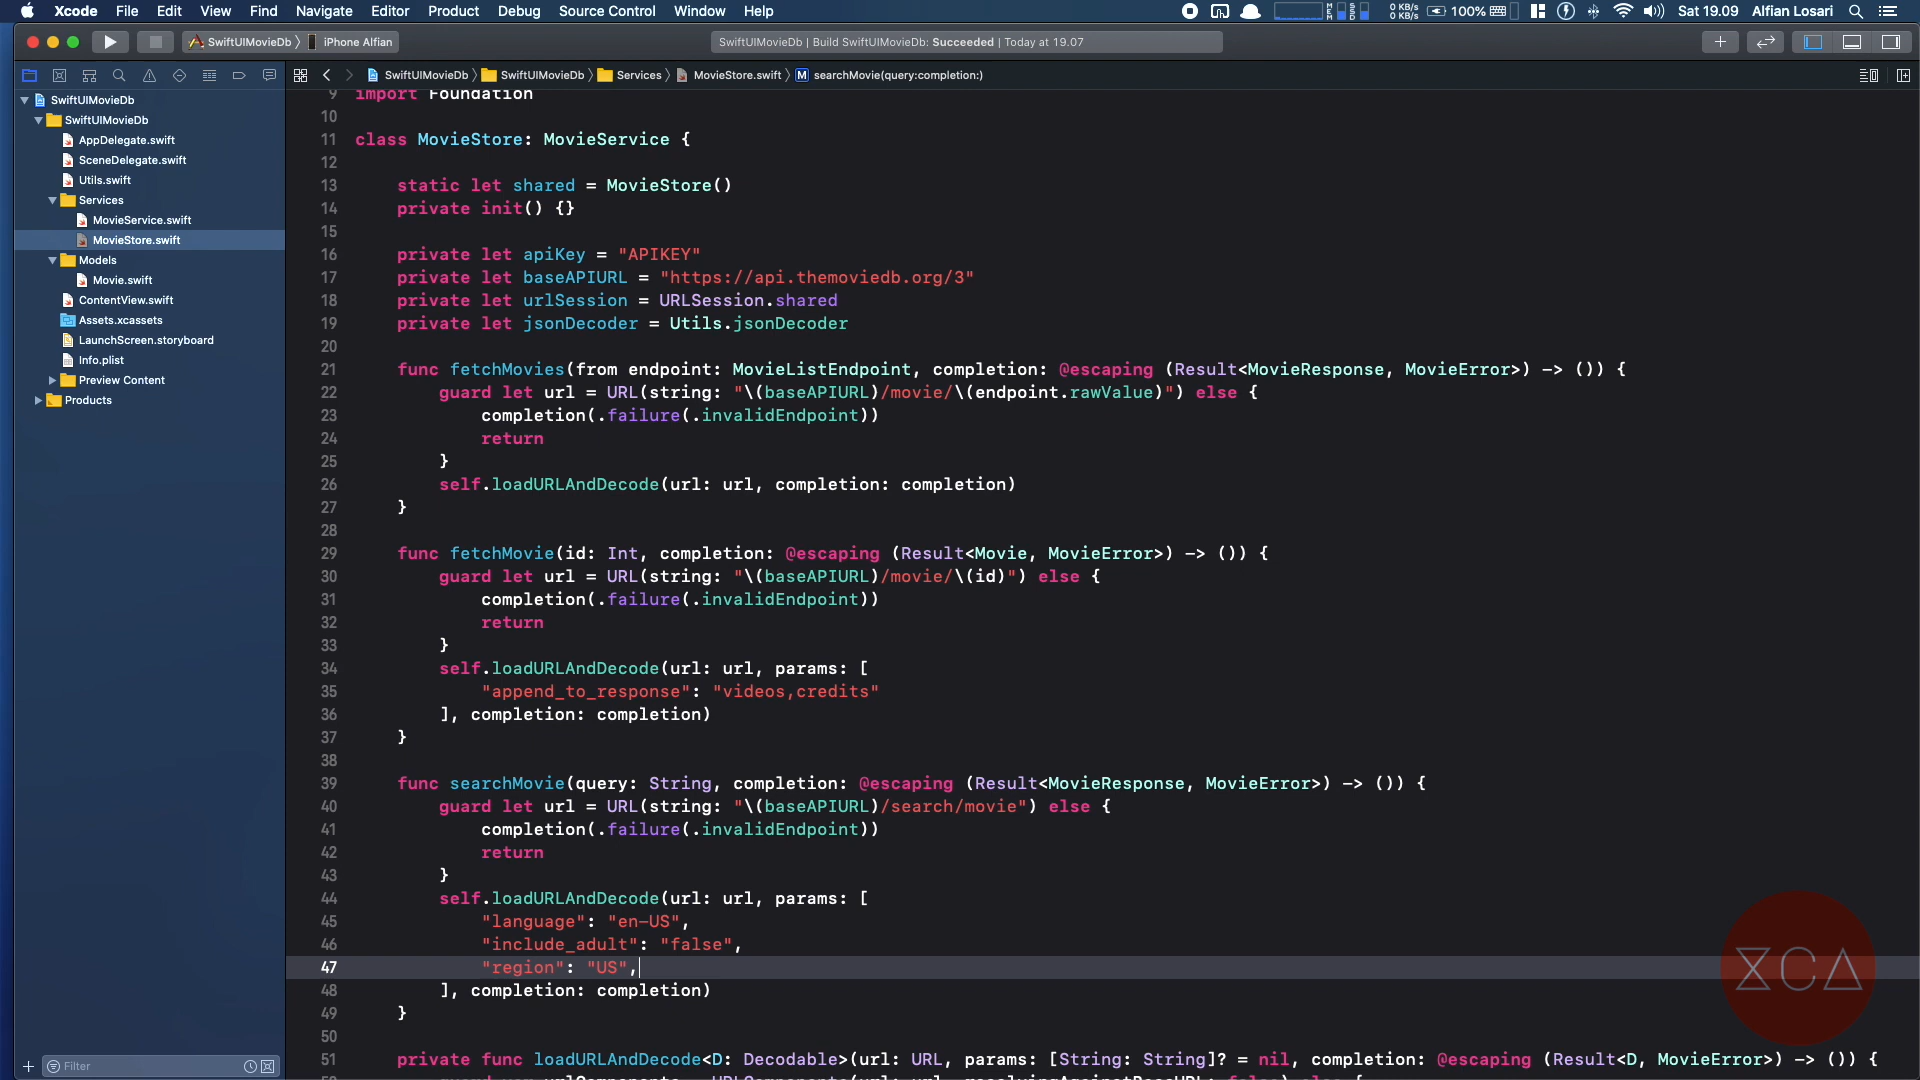 Xcode File Edit View Find Navigate Editor Product Debug Source Control Window Help
0 KB/s
0 KB/s
100% Sat 19.09 Alfian Losari
SwiftUIMovieDb iPhone Alfian
SwiftUIMovieDb | Build SwiftUIMovieDb: Succeeded | Today at 19.07
SwiftUIMovieDb SwiftUIMovieDb Services MovieStore.swift M searchMovie(query:completion:)
SwiftUIMovieDb
SwiftUIMovieDb
AppDelegate.swift
SceneDelegate.swift
Utils.swift
Services
MovieService.swift
MovieStore.swift
Models
Movie.swift
ContentView.swift
Assets.xcassets
LaunchScreen.storyboard
Info.plist
Preview Content
Products
Filter
9 import Foundation
10
11 class MovieStore: MovieService {
12
13 static let shared = MovieStore()
14 private init() {}
15
16 private let apiKey = "APIKEY"
17 private let baseAPIURL = "https://api.themoviedb.org/3"
18 private let urlSession = URLSession.shared
19 private let jsonDecoder = Utils.jsonDecoder
20
21 func fetchMovies(from endpoint: MovieListEndpoint, completion: @escaping (Result<MovieResponse, MovieError>) -> ()) {
22 guard let url = URL(string: "\(baseAPIURL)/movie/\(endpoint.rawValue)") else {
23 completion(.failure(.invalidEndpoint))
24 return
25 }
26 self.loadURLAndDecode(url: url, completion: completion)
27 }
28
29 func fetchMovie(id: Int, completion: @escaping (Result<Movie, MovieError>) -> ()) {
30 guard let url = URL(string: "\(baseAPIURL)/movie/\(id)") else {
31 completion(.failure(.invalidEndpoint))
32 return
33 }
34 self.loadURLAndDecode(url: url, params: [
35 "append_to_response": "videos,credits"
36 ], completion: completion)
37 }
38
39 func searchMovie(query: String, completion: @escaping (Result<MovieResponse, MovieError>) -> ()) {
40 guard let url = URL(string: "\(baseAPIURL)/search/movie") else {
41 completion(.failure(.invalidEndpoint))
42 return
43 }
44 self.loadURLAndDecode(url: url, params: [
45 "language": "en-US",
46 "include_adult": "false",
47 "region": "US",
48 ], completion: completion)
49 }
50
51 private func loadURLAndDecode<D: Decodable>(url: URL, params: [String: String]? = nil, completion: @escaping (Result<D, MovieError>) -> ()) {
XCA